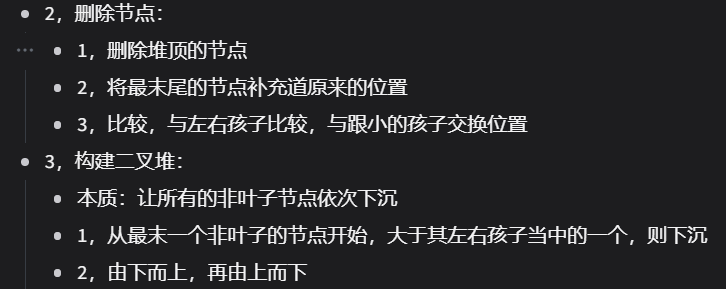 2，删除节点：
1，删除堆顶的节点
2，将最末尾的节点补充道原来的位置
3，比较，与左右孩子比较，与跟小的孩子交换位置
3，构建二叉堆：
本质：让所有的非叶子节点依次下沉
1，从最末一个非叶子的节点开始，大于其左右孩子当中的一个，则下沉
2，由下而上，再由上而下